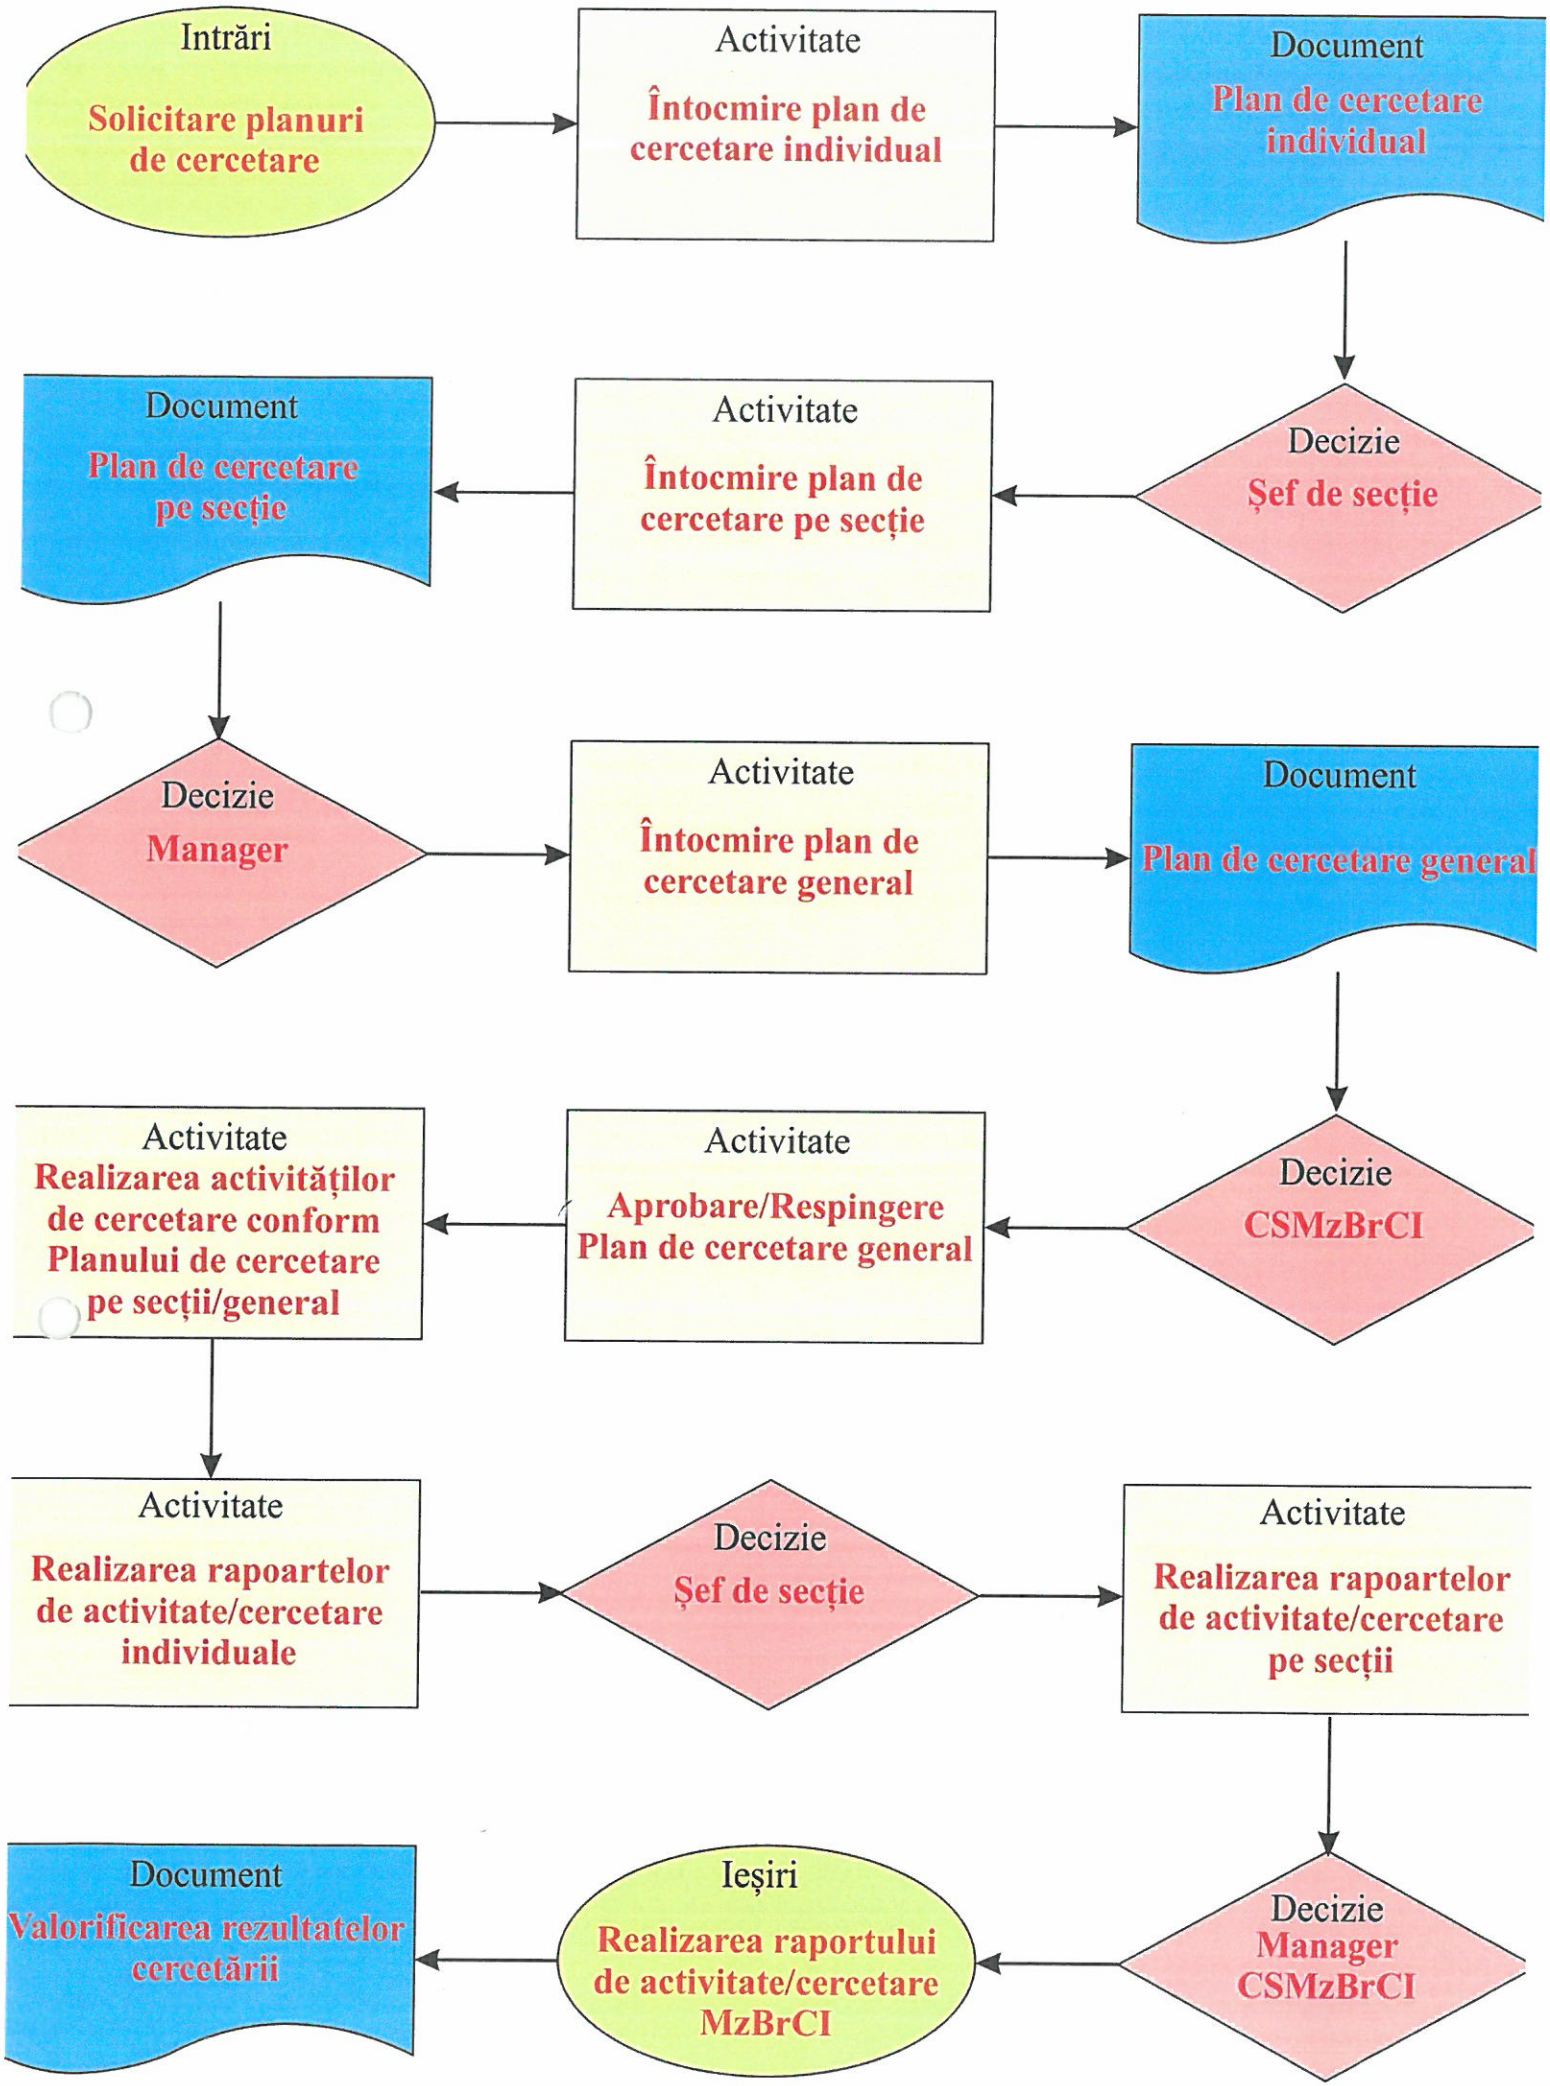 Intrări
Solicitare planuri
de cercetare
Activitate
Întocmire plan de
cercetare individual
Document
Plan de cercetare
individual
Decizie
Șef de secție
Activitate
Întocmire plan de
cercetare pe secție
Document
Plan de cercetare
pe secție
Decizie
Manager
Activitate
Întocmire plan de
cercetare general
Document
Plan de cercetare general
Decizie
CSMzBrCI
Activitate
Aprobare/Respingere
Plan de cercetare general
Activitate
Realizarea activităților
de cercetare conform
Planului de cercetare
pe secții/general
Activitate
Realizarea rapoartelor
de activitate/cercetare
individuale
Decizie
Șef de secție
Activitate
Realizarea rapoartelor
de activitate/cercetare
pe secții
Decizie
Manager
CSMzBrCI
Ieșiri
Realizarea raportului
de activitate/cercetare
MzBrCI
Document
Valorificarea rezultatelor
cercetării